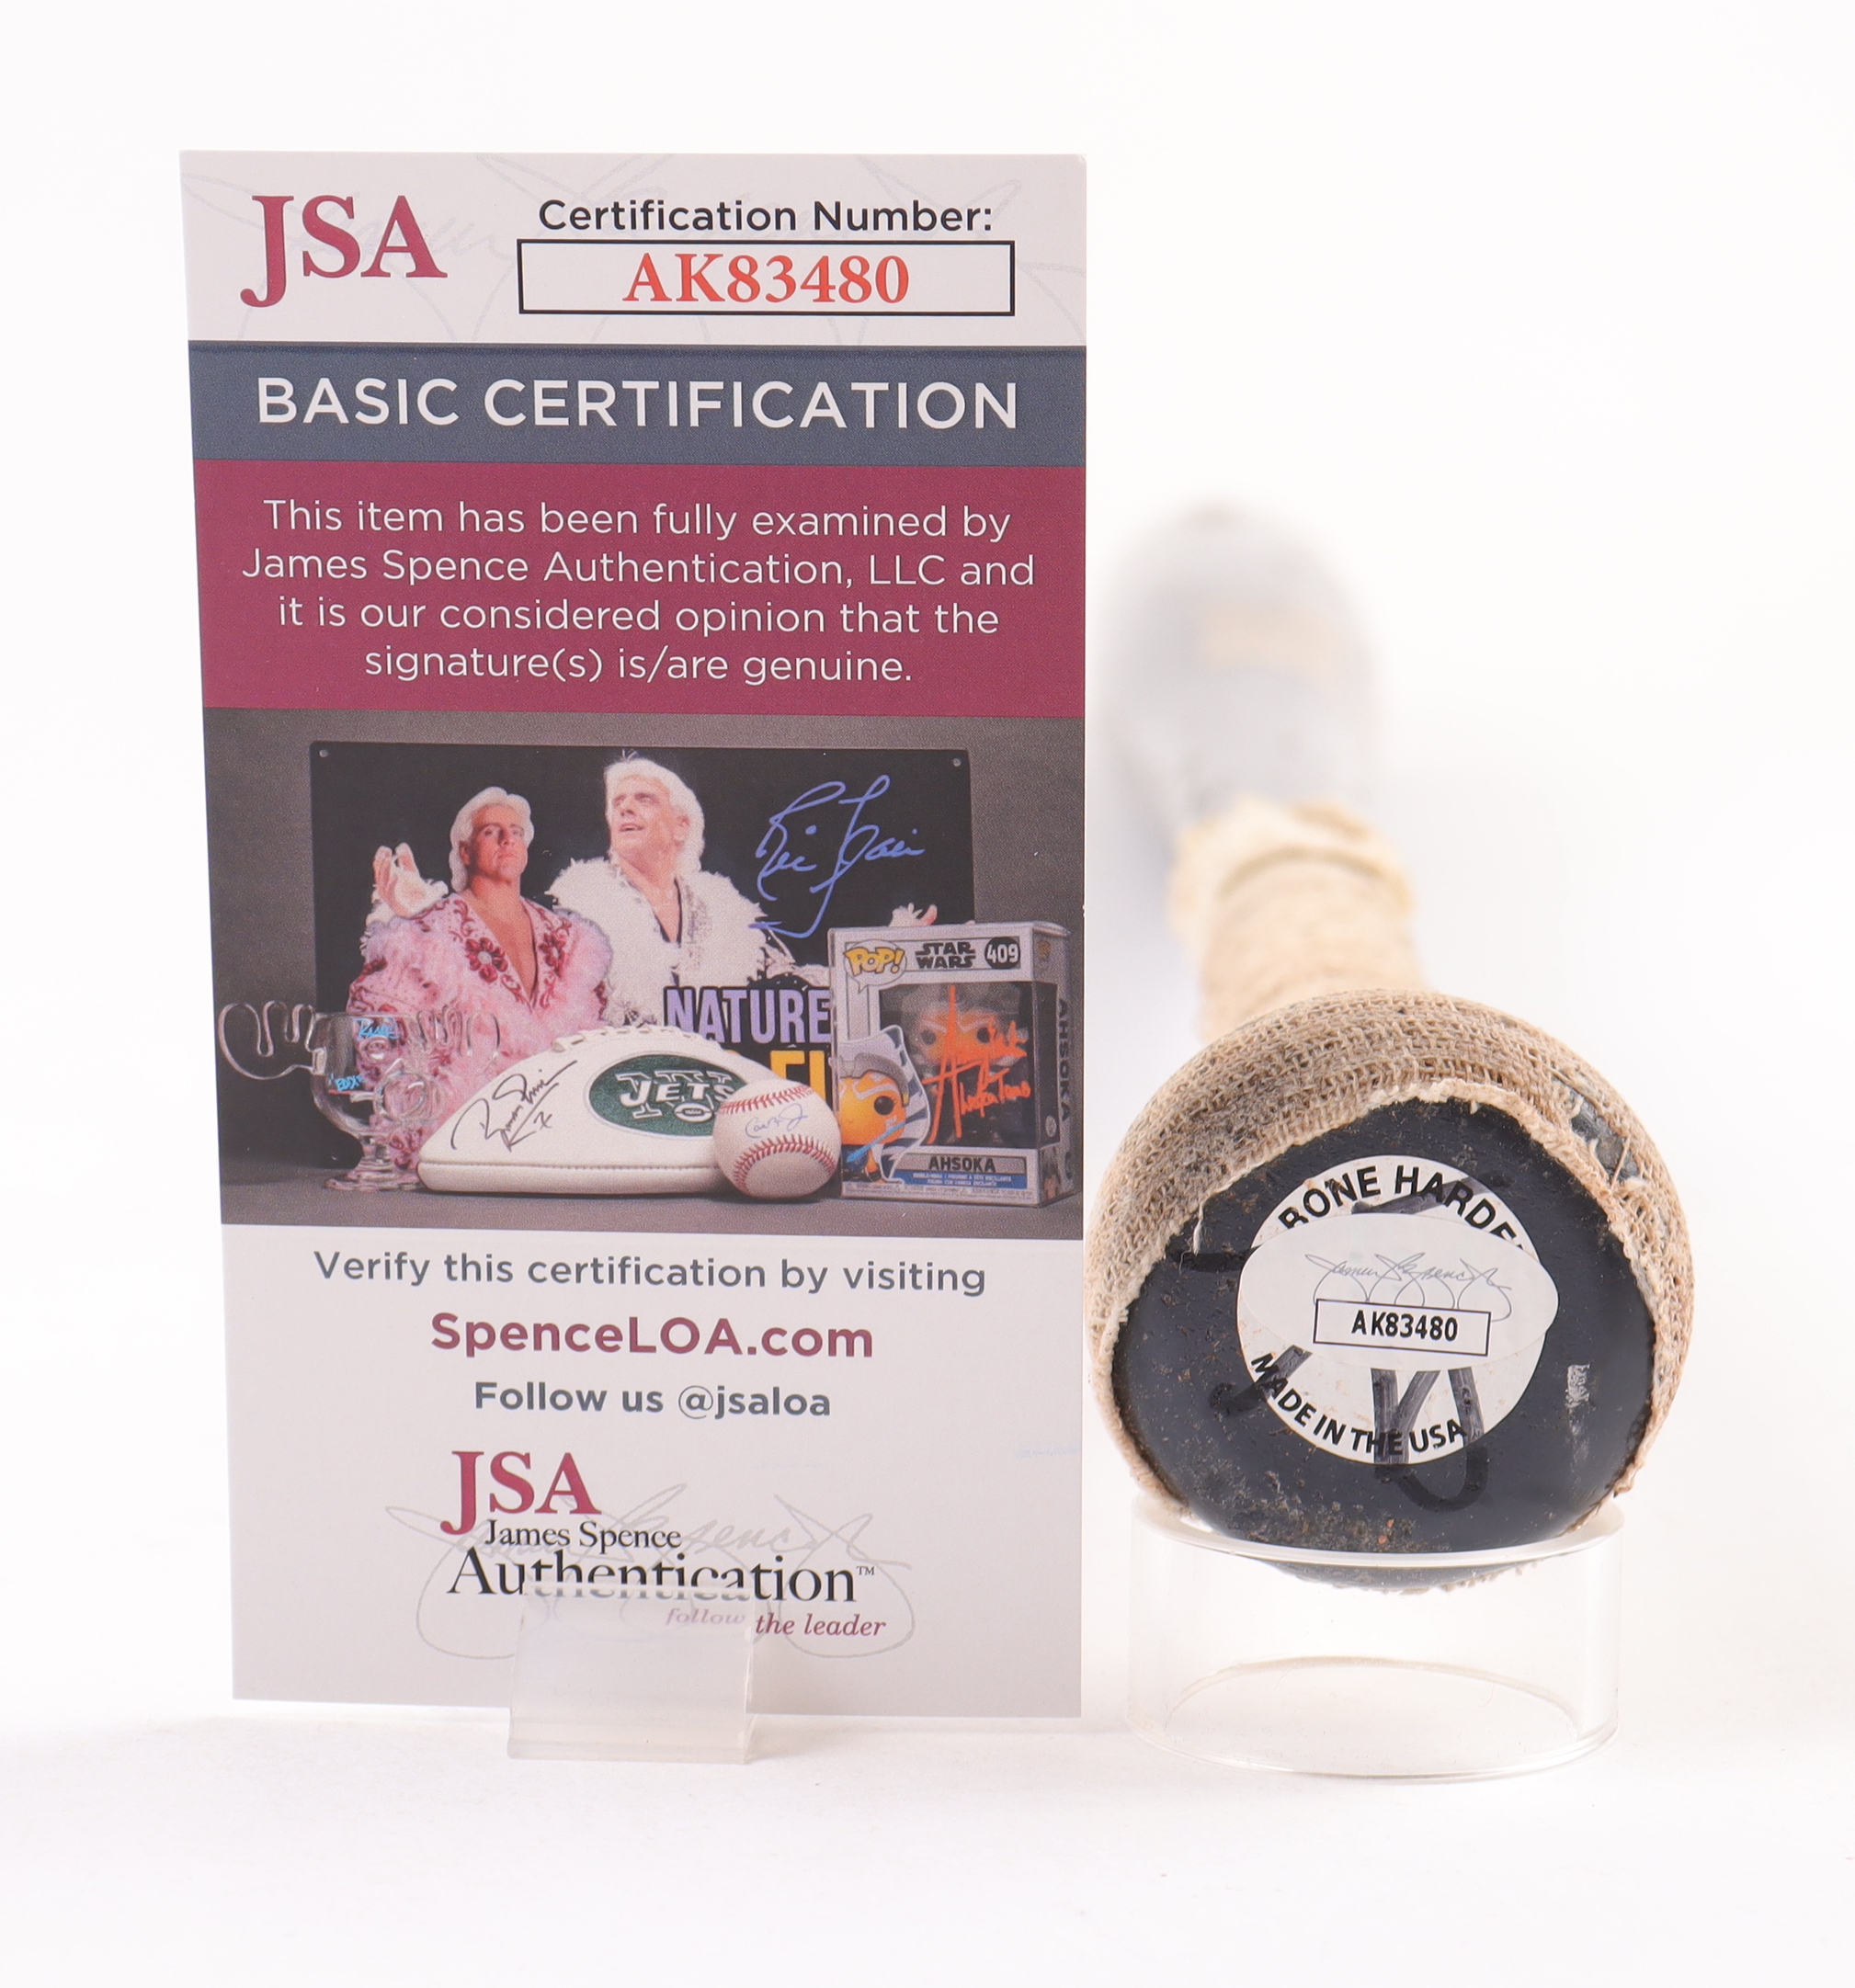 JSA
Certification Number:
AK83480
BASIC CERTIFICATION
This item has been fully examined by
James Spence Authentication, LLC and
it is our considered opinion that the
signature(s) is/are genuine.
NATURE
POP! STAR WARS 409
AHSOKA
JETS
AHSOKA
Verify this certification by visiting
SpenceLOA.com
Follow us @jsaloa
JSA
James Spence
Authentication™
follow the leader
BONE HARDE
James Spence
AK83480
MADE IN THE USA